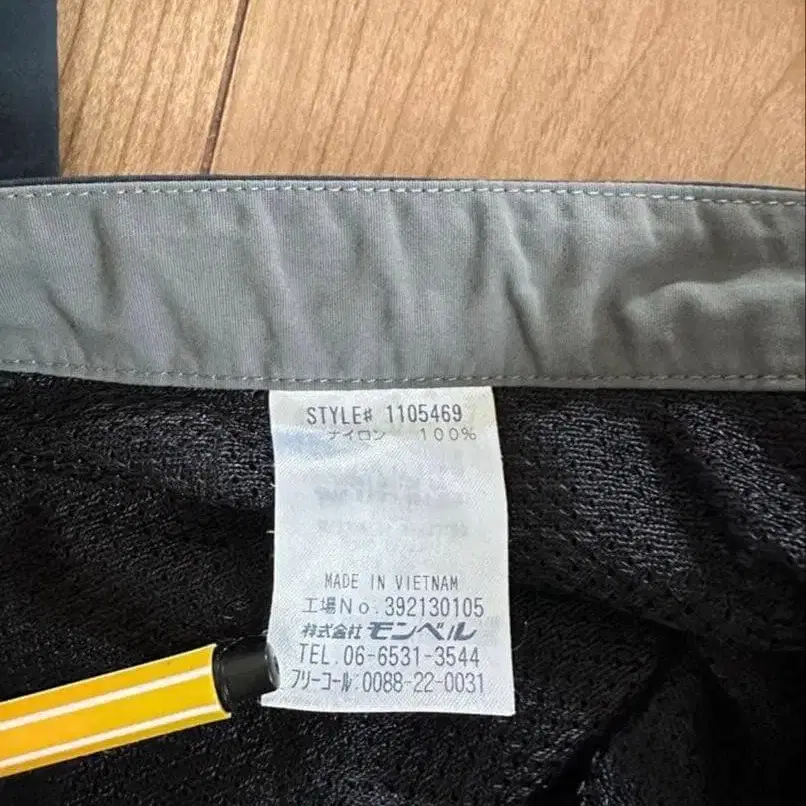 STYLE# 1105469
ナイロン 100%
MADE IN VIETNAM
工場No.392130105
株式会社 モンベル
TEL.06-6531-3544
フリーコール:0088-22-0031